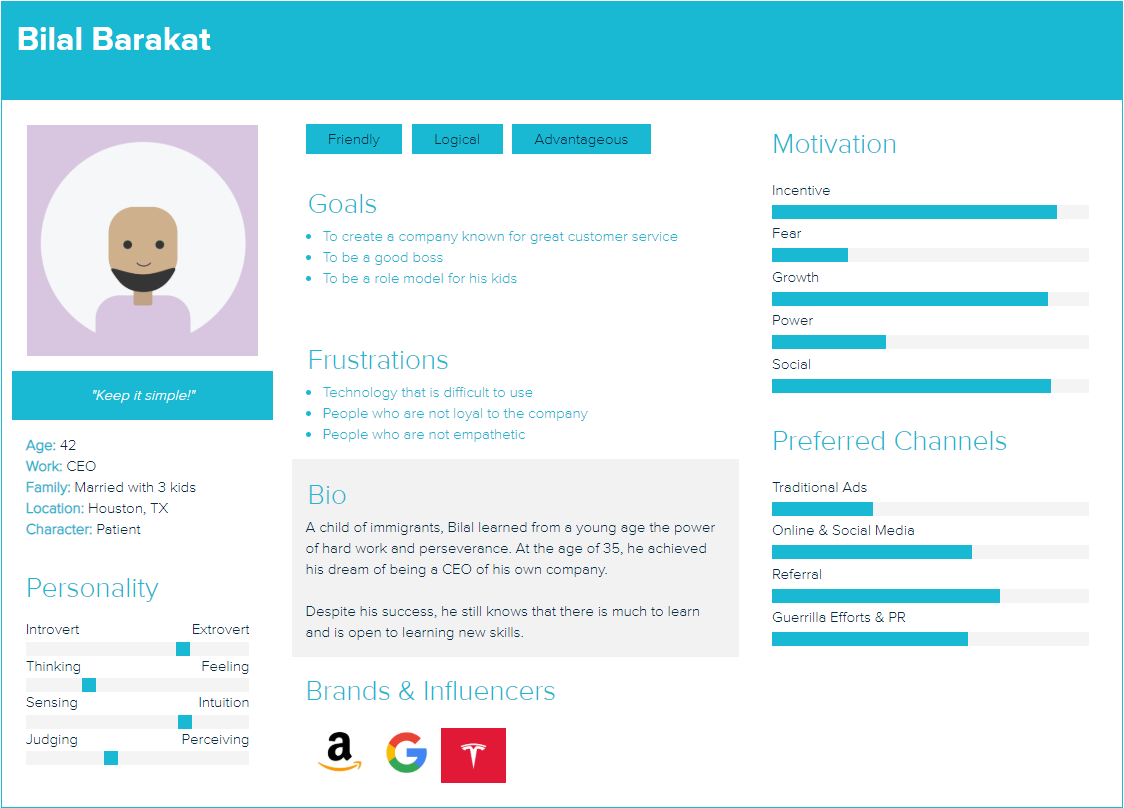 Bilal Barakat
"Keep it simple!"
Age: 42
Work: CEO
Family: Married with 3 kids
Location: Houston, TX
Character: Patient
Personality
Introvert Extrovert
Thinking Feeling
Sensing Intuition
Judging Perceiving
Friendly Logical Advantageous
Goals
To create a company known for great customer service
To be a good boss
To be a role model for his kids
Frustrations
Technology that is difficult to use
People who are not loyal to the company
People who are not empathetic
Bio
A child of immigrants, Bilal learned from a young age the power
of hard work and perseverance. At the age of 35, he achieved
his dream of being a CEO of his own company.
Despite his success, he still knows that there is much to learn
and is open to learning new skills.
Brands & Influencers
a
G
T
Motivation
Incentive
Fear
Growth
Power
Social
Preferred Channels
Traditional Ads
Online & Social Media
Referral
Guerrilla Efforts & PR